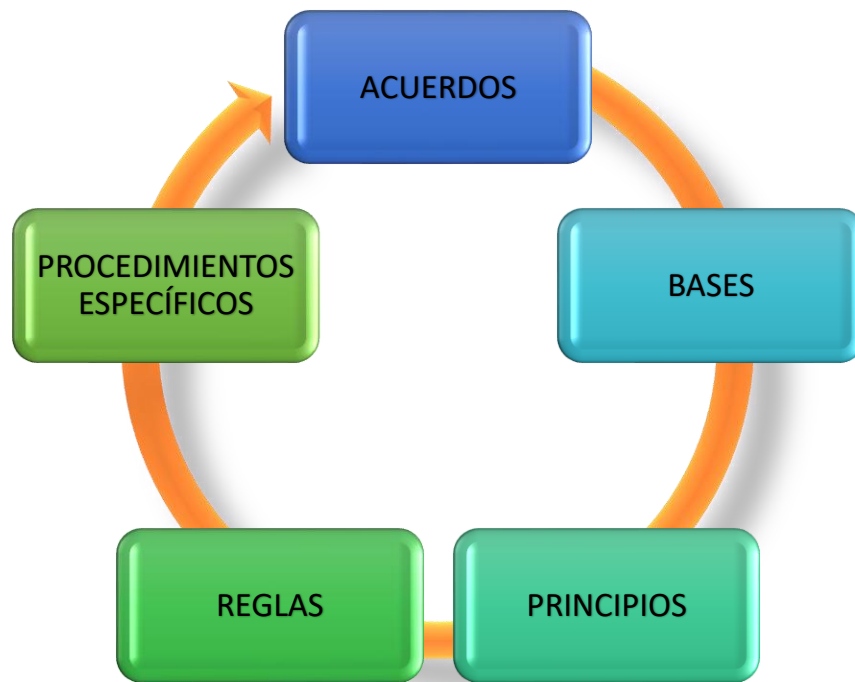 ACUERDOS
BASES
PRINCIPIOS
REGLAS
PROCEDIMIENTOS
ESPECÍFICOS